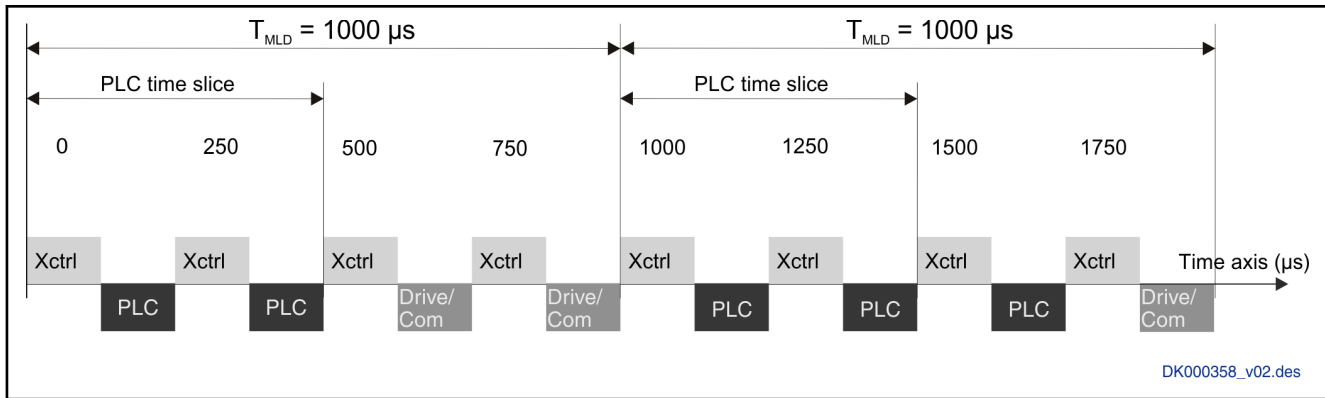 T_MLD = 1000 µs T_MLD = 1000 µs
PLC time slice PLC time slice
0 250 500 750 1000 1250 1500 1750
Xctrl Xctrl Xctrl Xctrl Xctrl Xctrl Xctrl Xctrl Time axis (µs)
PLC PLC Drive/ Drive/ PLC PLC PLC Drive/
Com Com Com
DK000358_v02.des